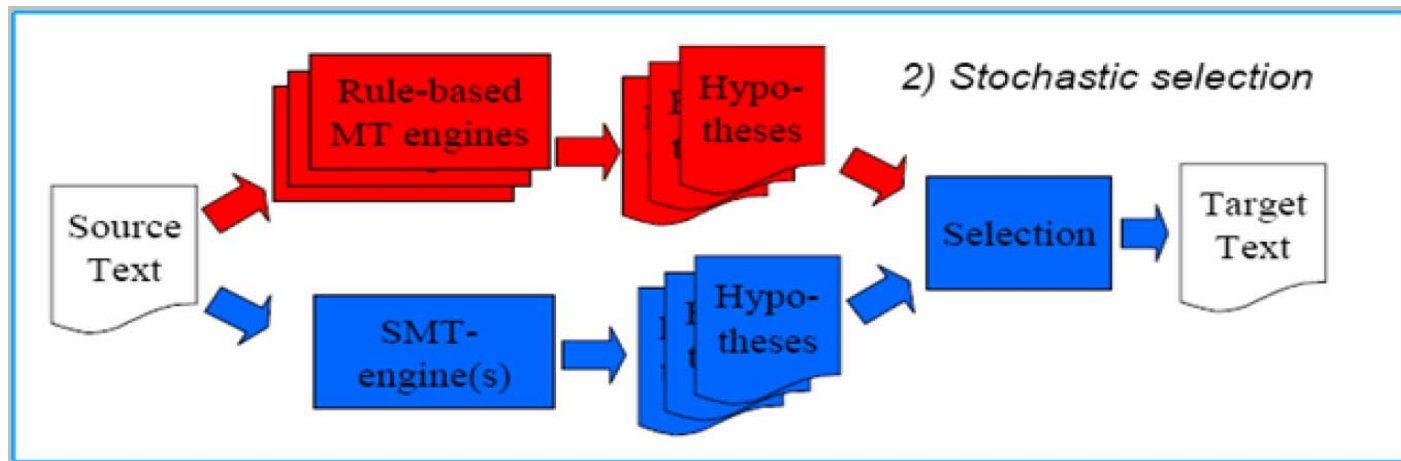 2) Stochastic selection
Rule-based
MT engines
Hypo-
theses
Source
Text
Selection
Target
Text
SMT-
engine(s)
Hypo-
theses